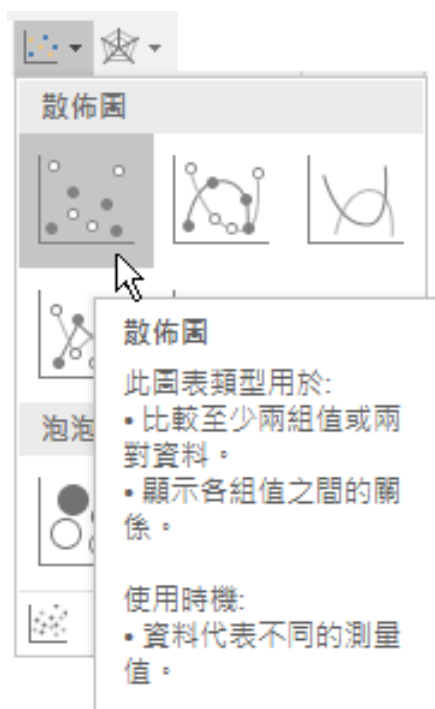 散佈圖
散佈圖
此圖表類型用於:
• 比較至少兩組值或兩
對資料。
• 顯示各組值之間的關
係。
泡泡
使用時機:
• 資料代表不同的測量
值。